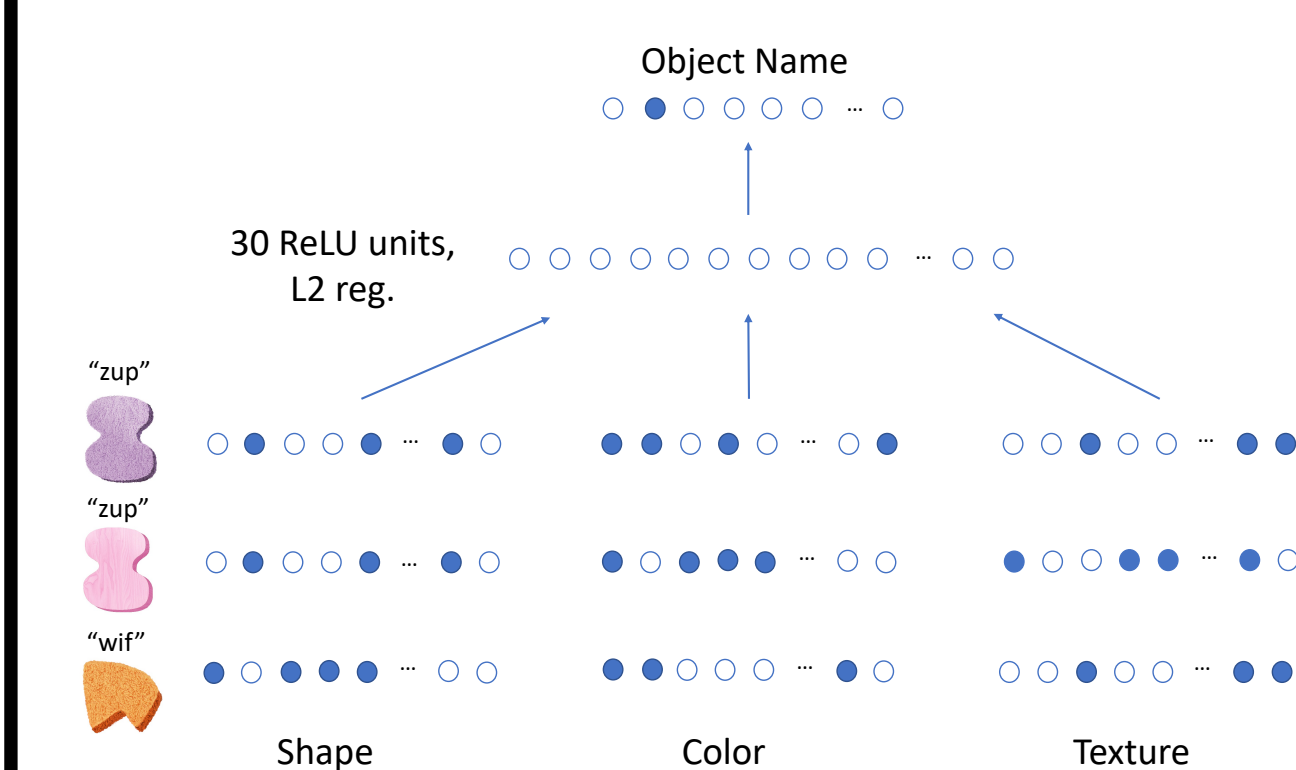 Object Name
...
30 ReLU units,
L2 reg.
...
“zup”
... ... ...
“zup”
... ... ...
“wif”
... ... ...
Shape Color Texture